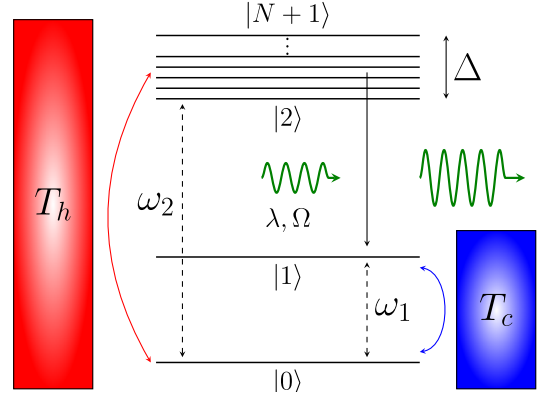 |N + 1⟩
Δ
|2⟩
T_h
ω_2
λ, Ω
|1⟩
ω_1
T_c
|0⟩